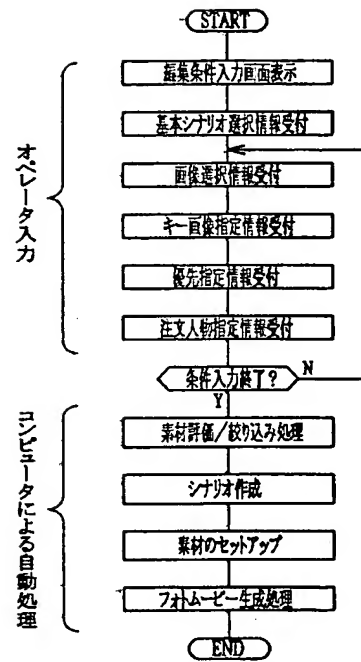 START
編集条件入力画面表示
基本シナリオ選択情報受付
画像選択情報受付
キー画像指定情報受付
優先指定情報受付
注文人物指定情報受付
オペレータ入力
条件入力終了?
N
Y
素材評価/絞り込み処理
シナリオ作成
素材のセットアップ
フォトムービー生成処理
コンピュータによる自動処理
END